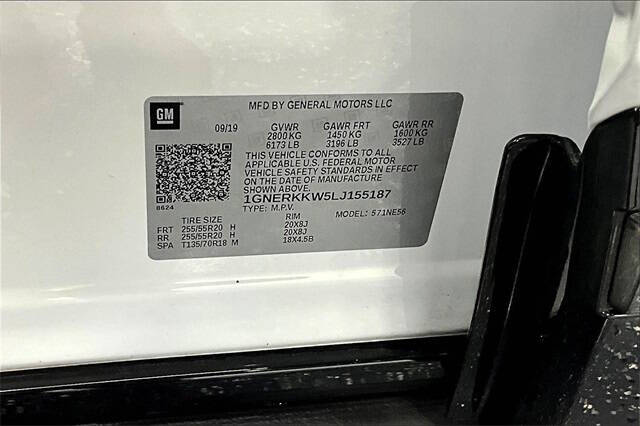 GM
MFD BY GENERAL MOTORS LLC
09/19 GVWR GAWR FRT GAWR RR
2800 KG 1450 KG 1600 KG
6173 LB 3196 LB 3527 LB
THIS VEHICLE CONFORMS TO ALL
APPLICABLE U.S. FEDERAL MOTOR
VEHICLE SAFETY STANDARDS IN EFFECT
ON THE DATE OF MANUFACTURE
SHOWN ABOVE.
8624
1GNERKKW5LJ155187
TYPE: M.P.V. MODEL: 571NE56
TIRE SIZE RIM
FRT 255/55R20 H 20X8J
RR 255/55R20 H 20X8J
SPA T135/70R18 M 18X4.5B